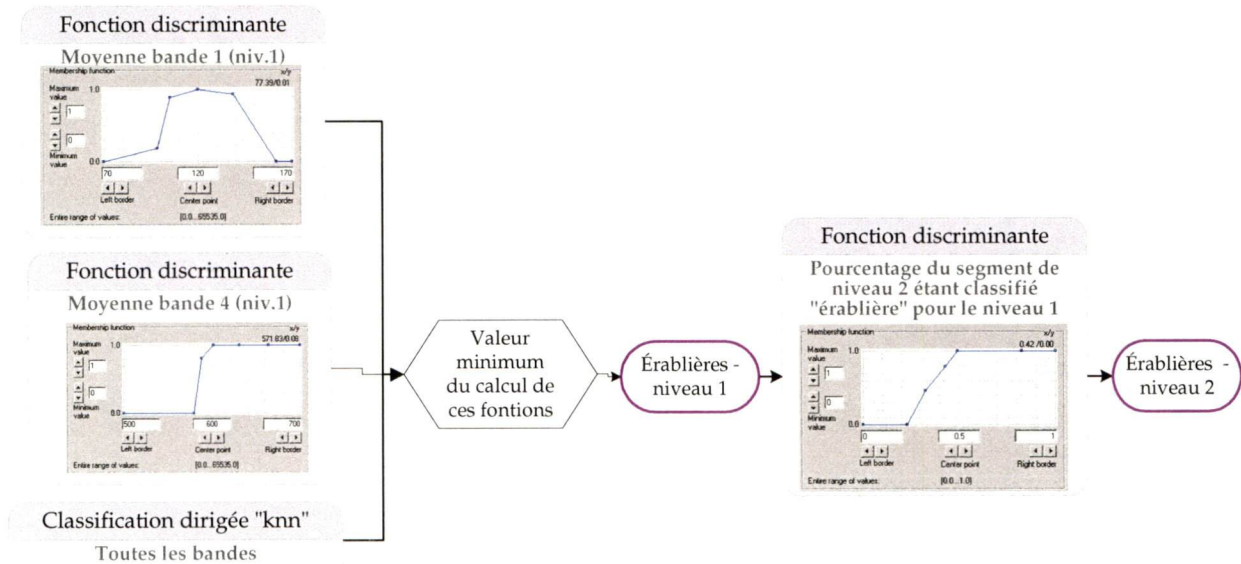 Fonction discriminante
Moyenne bande 1 (niv.1)
Membership function
x/y
77.39/0.01
Maximum
value
1.0
1
0
Minimum
value
0.0
70
120
170
Left border
Center point
Right border
Entire range of values:
[0.0...65535.0]
Fonction discriminante
Moyenne bande 4 (niv.1)
Membership function
x/y
571.83/0.08
Maximum
value
1.0
1
0
Minimum
value
0.0
500
600
700
Left border
Center point
Right border
Entire range of values:
[0.0...65535.0]
Classification dirigée "knn"
Toutes les bandes
Valeur
minimum
du calcul de
ces fontions
Érablières -
niveau 1
Fonction discriminante
Pourcentage du segment de
niveau 2 étant classifié
"érablière" pour le niveau 1
Membership function
x/y
0.42 /0.00
Maximum
value
1.0
1
0
Minimum
value
0.0
0
0.5
1
Left border
Center point
Right border
Entire range of values:
[0.0...1.0]
Érablières -
niveau 2